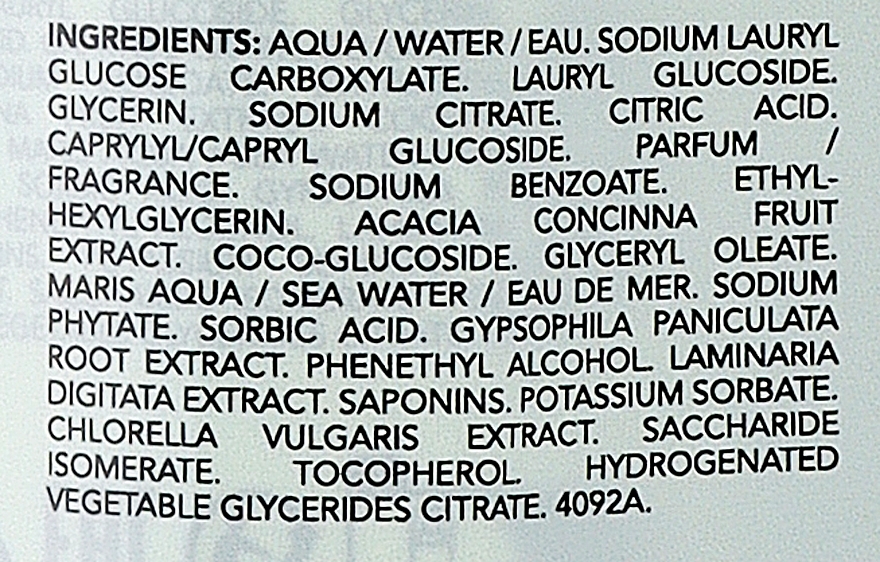 INGREDIENTS: AQUA / WATER / EAU. SODIUM LAURYL
GLUCOSE CARBOXYLATE. LAURYL GLUCOSIDE.
GLYCERIN. SODIUM CITRATE. CITRIC ACID.
CAPRYLYL/CAPRYL GLUCOSIDE. PARFUM /
FRAGRANCE. SODIUM BENZOATE. ETHYL-
HEXYLGLYCERIN. ACACIA CONCINNA FRUIT
EXTRACT. COCO-GLUCOSIDE. GLYCERYL OLEATE.
MARIS AQUA / SEA WATER / EAU DE MER. SODIUM
PHYTATE. SORBIC ACID. GYPSOPHILA PANICULATA
ROOT EXTRACT. PHENETHYL ALCOHOL. LAMINARIA
DIGITATA EXTRACT. SAPONINS. POTASSIUM SORBATE.
CHLORELLA VULGARIS EXTRACT. SACCHARIDE
ISOMERATE. TOCOPHEROL. HYDROGENATED
VEGETABLE GLYCERIDES CITRATE. 4092A.